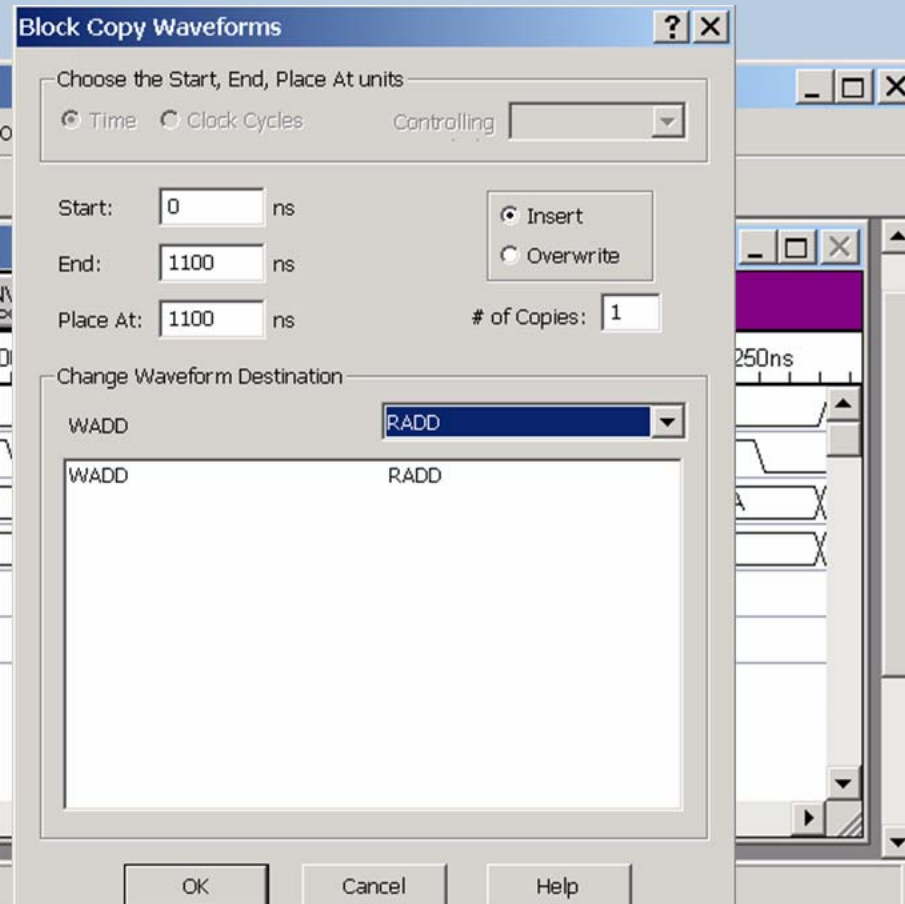 Block Copy Waveforms
Choose the Start, End, Place At units
Time Clock Cycles Controlling
Start: 0 ns
Insert
End: 1100 ns
Overwrite
Place At: 1100 ns
# of Copies: 1
250ns
Change Waveform Destination
WADD RADD
WADD RADD
OK Cancel Help